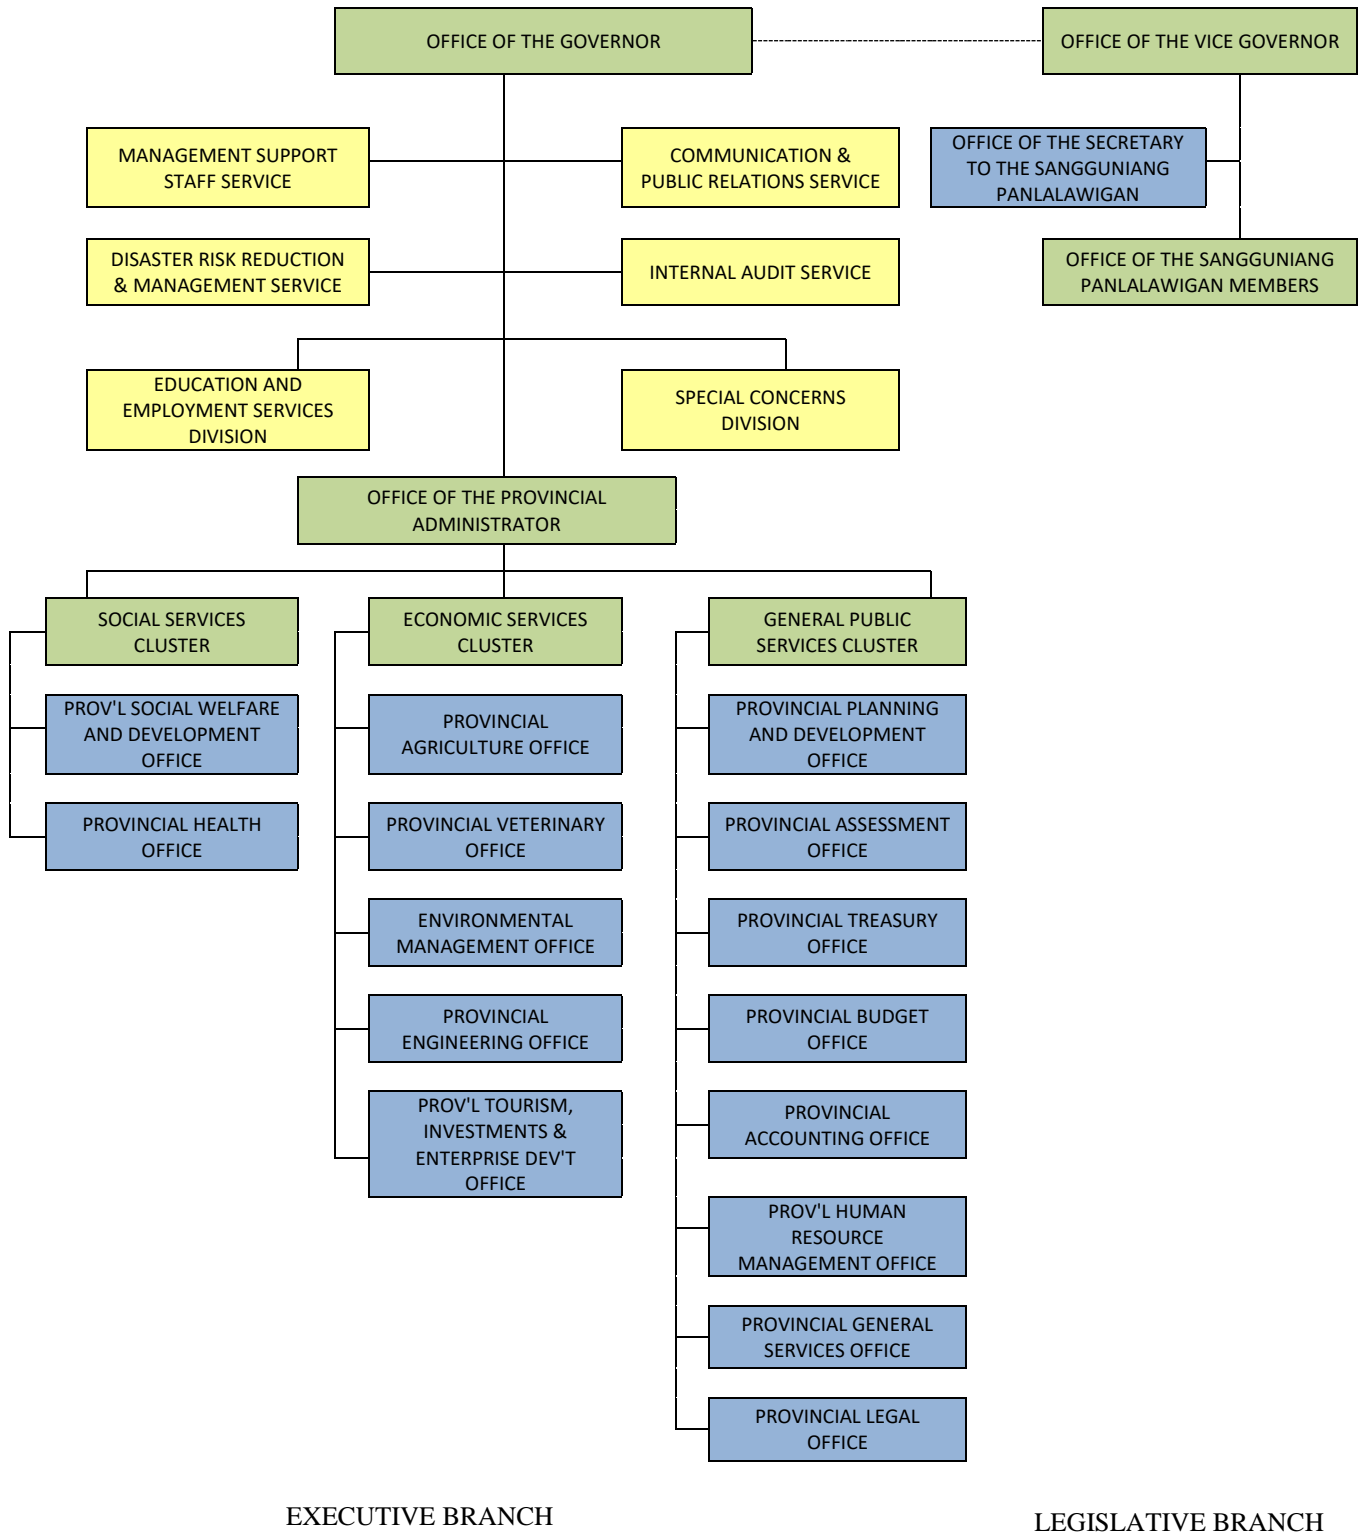 OFFICE OF THE GOVERNOR
OFFICE OF THE VICE GOVERNOR
MANAGEMENT SUPPORT
STAFF SERVICE
COMMUNICATION &
PUBLIC RELATIONS SERVICE
OFFICE OF THE SECRETARY
TO THE SANGGUNIANG
PANLALAWIGAN
DISASTER RISK REDUCTION
& MANAGEMENT SERVICE
INTERNAL AUDIT SERVICE
OFFICE OF THE SANGGUNIANG
PANLALAWIGAN MEMBERS
EDUCATION AND
EMPLOYMENT SERVICES
DIVISION
SPECIAL CONCERNS
DIVISION
OFFICE OF THE PROVINCIAL
ADMINISTRATOR
SOCIAL SERVICES
CLUSTER
PROV'L SOCIAL WELFARE
AND DEVELOPMENT
OFFICE
PROVINCIAL HEALTH
OFFICE
ECONOMIC SERVICES
CLUSTER
PROVINCIAL
AGRICULTURE OFFICE
PROVINCIAL VETERINARY
OFFICE
ENVIRONMENTAL
MANAGEMENT OFFICE
PROVINCIAL
ENGINEERING OFFICE
PROV'L TOURISM,
INVESTMENTS &
ENTERPRISE DEV'T
OFFICE
GENERAL PUBLIC
SERVICES CLUSTER
PROVINCIAL PLANNING
AND DEVELOPMENT
OFFICE
PROVINCIAL ASSESSMENT
OFFICE
PROVINCIAL TREASURY
OFFICE
PROVINCIAL BUDGET
OFFICE
PROVINCIAL
ACCOUNTING OFFICE
PROV'L HUMAN
RESOURCE
MANAGEMENT OFFICE
PROVINCIAL GENERAL
SERVICES OFFICE
PROVINCIAL LEGAL
OFFICE
EXECUTIVE BRANCH
LEGISLATIVE BRANCH